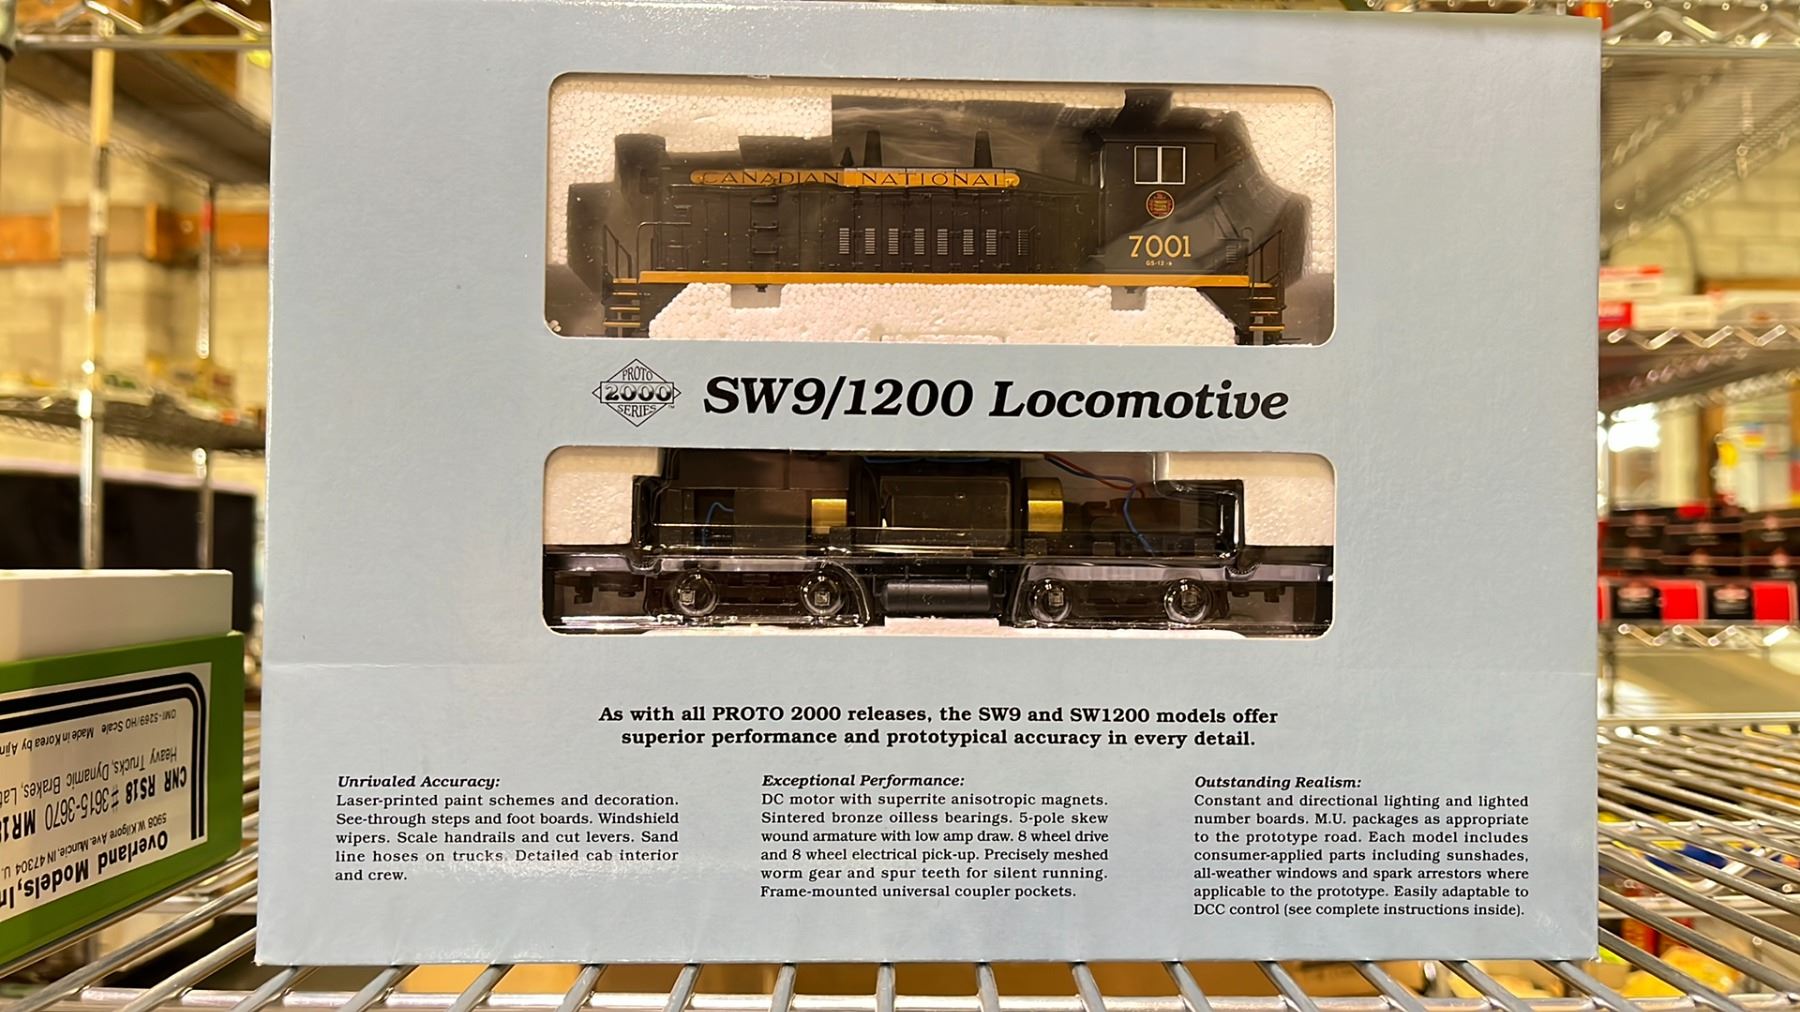 CANADIAN NATIONAL
7001
GS-12-a
PROTO
2000
SERIES
™
SW9/1200 Locomotive
As with all PROTO 2000 releases, the SW9 and SW1200 models offer
superior performance and prototypical accuracy in every detail.
Unrivaled Accuracy:
Laser-printed paint schemes and decoration.
See-through steps and foot boards. Windshield
wipers. Scale handrails and cut levers. Sand
line hoses on trucks. Detailed cab interior
and crew.
Exceptional Performance:
DC motor with superrite anisotropic magnets.
Sintered bronze oilless bearings. 5-pole skew
wound armature with low amp draw. 8 wheel drive
and 8 wheel electrical pick-up. Precisely meshed
worm gear and spur teeth for silent running.
Frame-mounted universal coupler pockets.
Outstanding Realism:
Constant and directional lighting and lighted
number boards. M.U. packages as appropriate
to the prototype road. Each model includes
consumer-applied parts including sunshades,
all-weather windows and spark arrestors where
applicable to the prototype. Easily adaptable to
DCC control (see complete instructions inside).
Overland Models, In
5908 W. Kilgore Ave. Muncie, IN 47304 U.
CNR RS18 # 3615-3670 MR18
Heavy Trucks, Dynamic Brakes, Lat
OMI-5269/HO Scale Made in Korea by Ajin